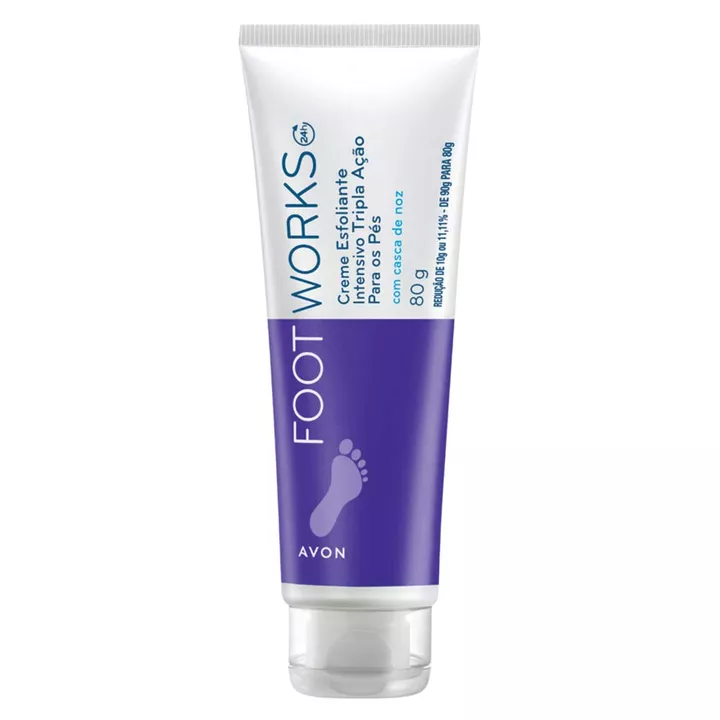 FOOT WORKS
24hy
Creme Esfoliante
Intensivo Tripla Ação
Para os Pés
com casca de noz
80 g
REDUÇÃO DE 10g ou 11,11% - DE 90g PARA 80g
AVON